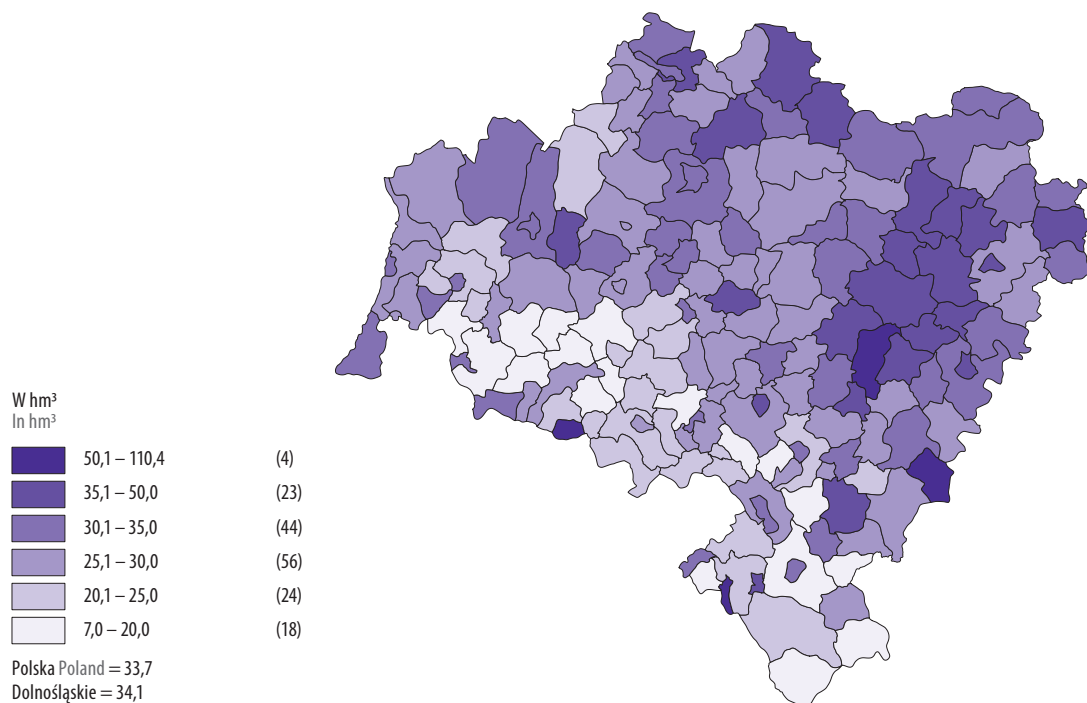 W hm³
In hm³
50,1 – 110,4 (4)
35,1 – 50,0 (23)
30,1 – 35,0 (44)
25,1 – 30,0 (56)
20,1 – 25,0 (24)
7,0 – 20,0 (18)
Polska Poland = 33,7
Dolnośląskie = 34,1